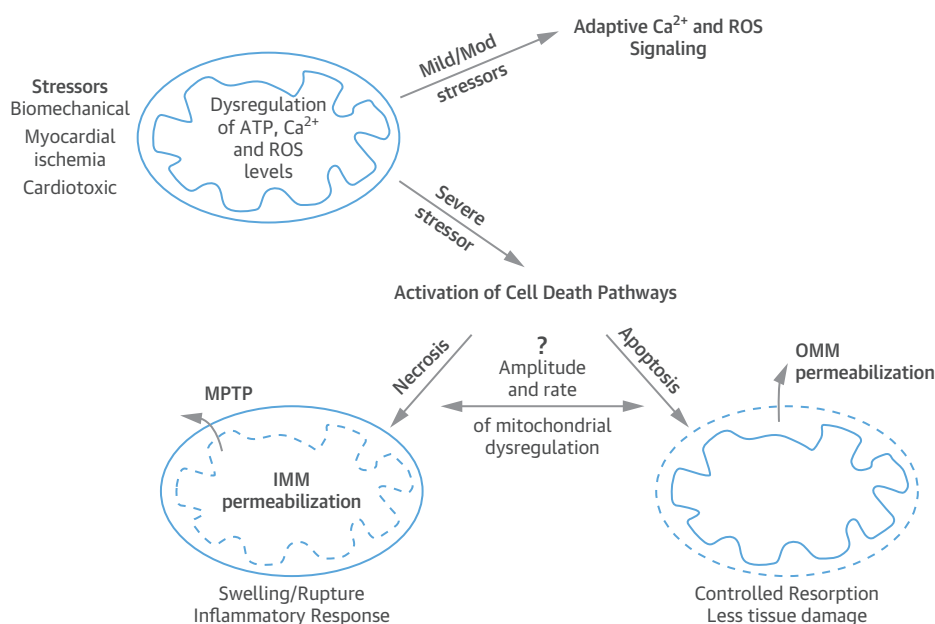 Adaptive Ca²⁺ and ROS
Signaling
Mild/Mod
stressors
Stressors
Biomechanical
Myocardial
ischemia
Cardiotoxic
Dysregulation
of ATP, Ca²⁺
and ROS
levels
Severe
stressor
Activation of Cell Death Pathways
Necrosis
?
Amplitude
and rate
of mitochondrial
dysregulation
Apoptosis
OMM
permeabilization
MPTP
IMM
permeabilization
Swelling/Rupture
Inflammatory Response
Controlled Resorption
Less tissue damage